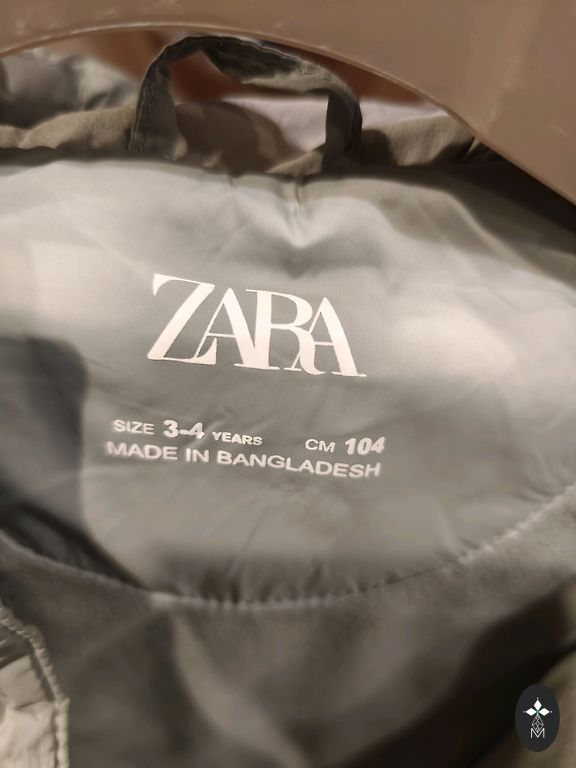 ZARA
SIZE 3-4 YEARS CM 104
MADE IN BANGLADESH
M